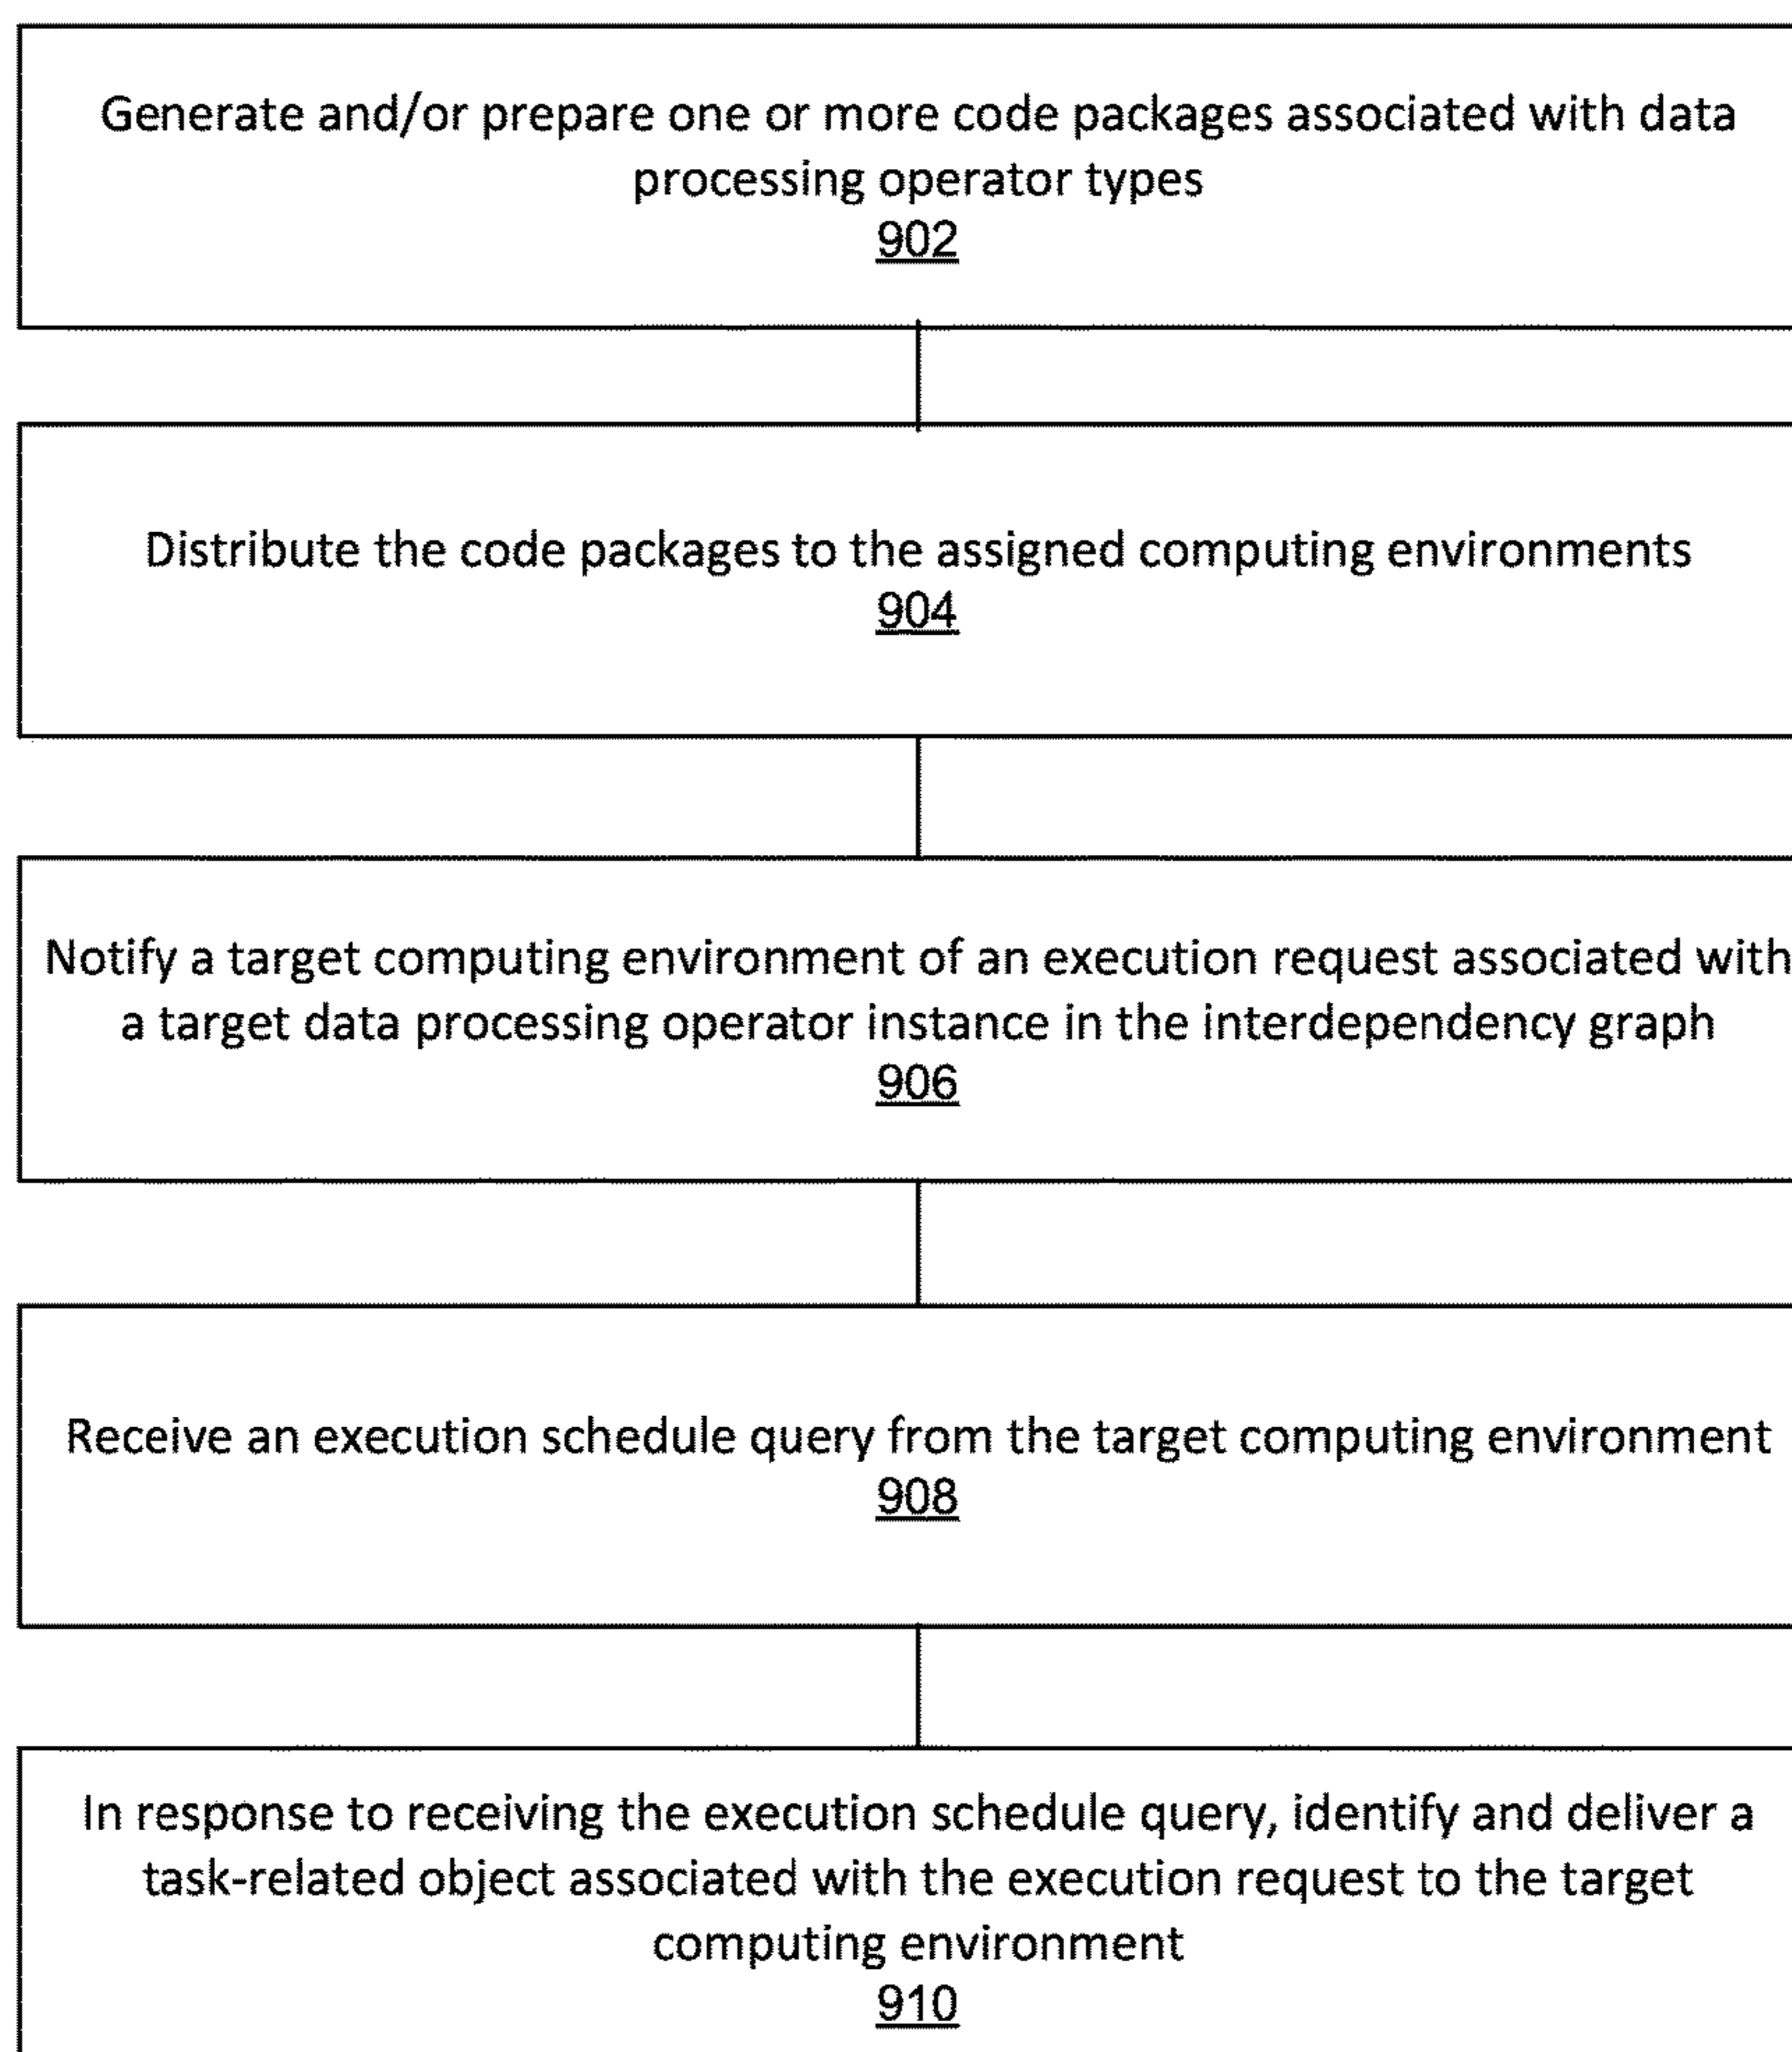 Generate and/or prepare one or more code packages associated with data
processing operator types
902
Distribute the code packages to the assigned computing environments
904
Notify a target computing environment of an execution request associated with
a target data processing operator instance in the interdependency graph
906
Receive an execution schedule query from the target computing environment
908
In response to receiving the execution schedule query, identify and deliver a
task-related object associated with the execution request to the target
computing environment
910